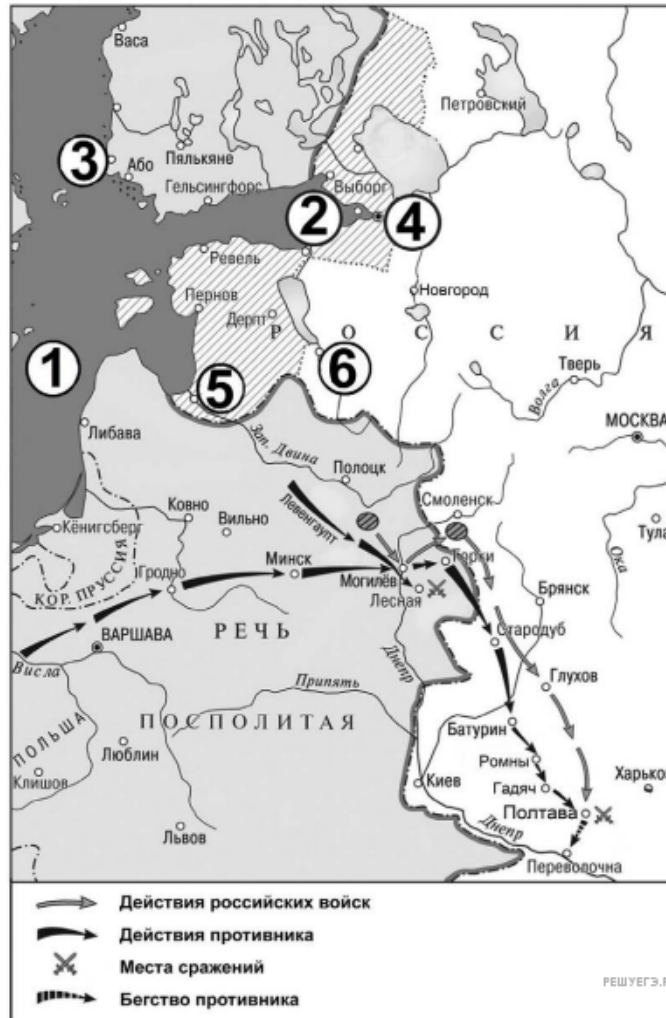 Васа
Петровский
3
Або
Пялькяне
Гельсингфорс
Выборг
2
4
Ревель
Пернов
Дерпт
Новгород
Р О С С И Я
1
5
6
Тверь
Волга
МОСКВА
Либава
Зап. Двина
Полоцк
Смоленск
Тула
Ока
Ковно
Вильно
Левенгаупт
Кёнигсберг
КОР. ПРУССИЯ
Гродно
Минск
Могилёв
Горки
Лесная
Брянск
ВАРШАВА
РЕЧЬ
Стародуб
Висла
Днепр
Припять
Глухов
ПОЛЬША
ПОСПОЛИТАЯ
Батурин
Люблин
Клишов
Киев
Ромны
Гадяч
Харьков
Полтава
Львов
Днепр
Переволочна
Действия российских войск
Действия противника
Места сражений
Бегство противника